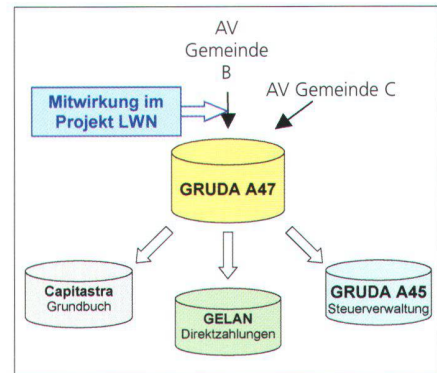 AV
Gemeinde
B
AV Gemeinde C
Mitwirkung im
Projekt LWN
GRUDA A47
Capitastra
Grundbuch
GELAN
Direktzahlungen
GRUDA A45
Steuerverwaltung